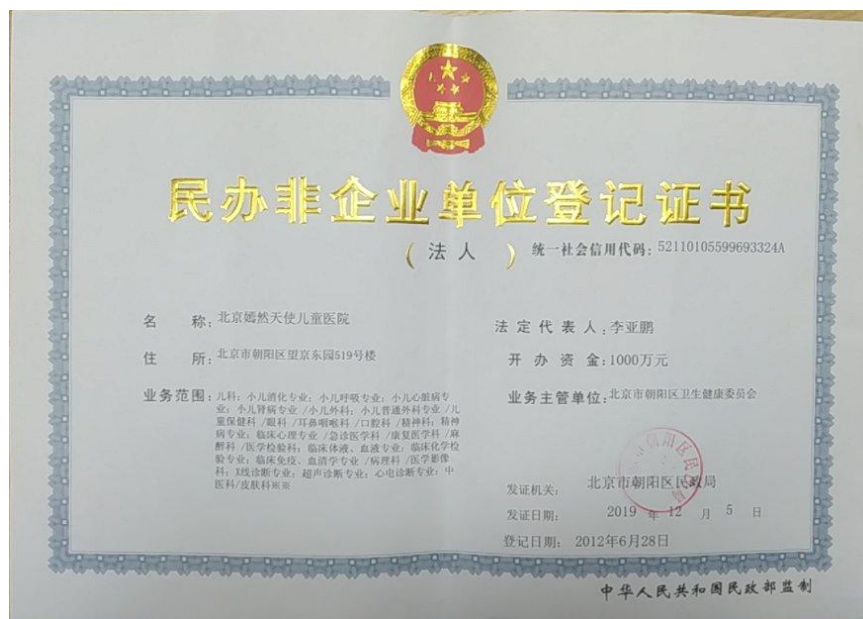 民办非企业单位登记证书
（法人） 统一社会信用代码：52110105599693324A
名 称：北京嫣然天使儿童医院
住 所：北京市朝阳区望京东园519号楼
业务范围：儿科：小儿消化专业；小儿呼吸专业；小儿心脏病专
业；小儿肾病专业 /小儿外科；小儿普通外科专业 /儿
童保健科 /眼科 /耳鼻咽喉科 /口腔科 /精神科；精神
病专业；临床心理专业 /急诊医学科 /康复医学科 /麻
醉科 /医学检验科；临床体液、血液专业；临床化学检
验专业；临床免疫、血清学专业 /病理科 /医学影像
科；X线诊断专业；超声诊断专业；心电诊断专业；中
医科/皮肤科※※
法定代表人：李亚鹏
开办资金：1000万元
业务主管单位：北京市朝阳区卫生健康委员会
发证机关： 北京市朝阳区民政局
发证日期： 2019 年 12 月 5 日
登记日期： 2012年6月28日
中华人民共和国民政部监制